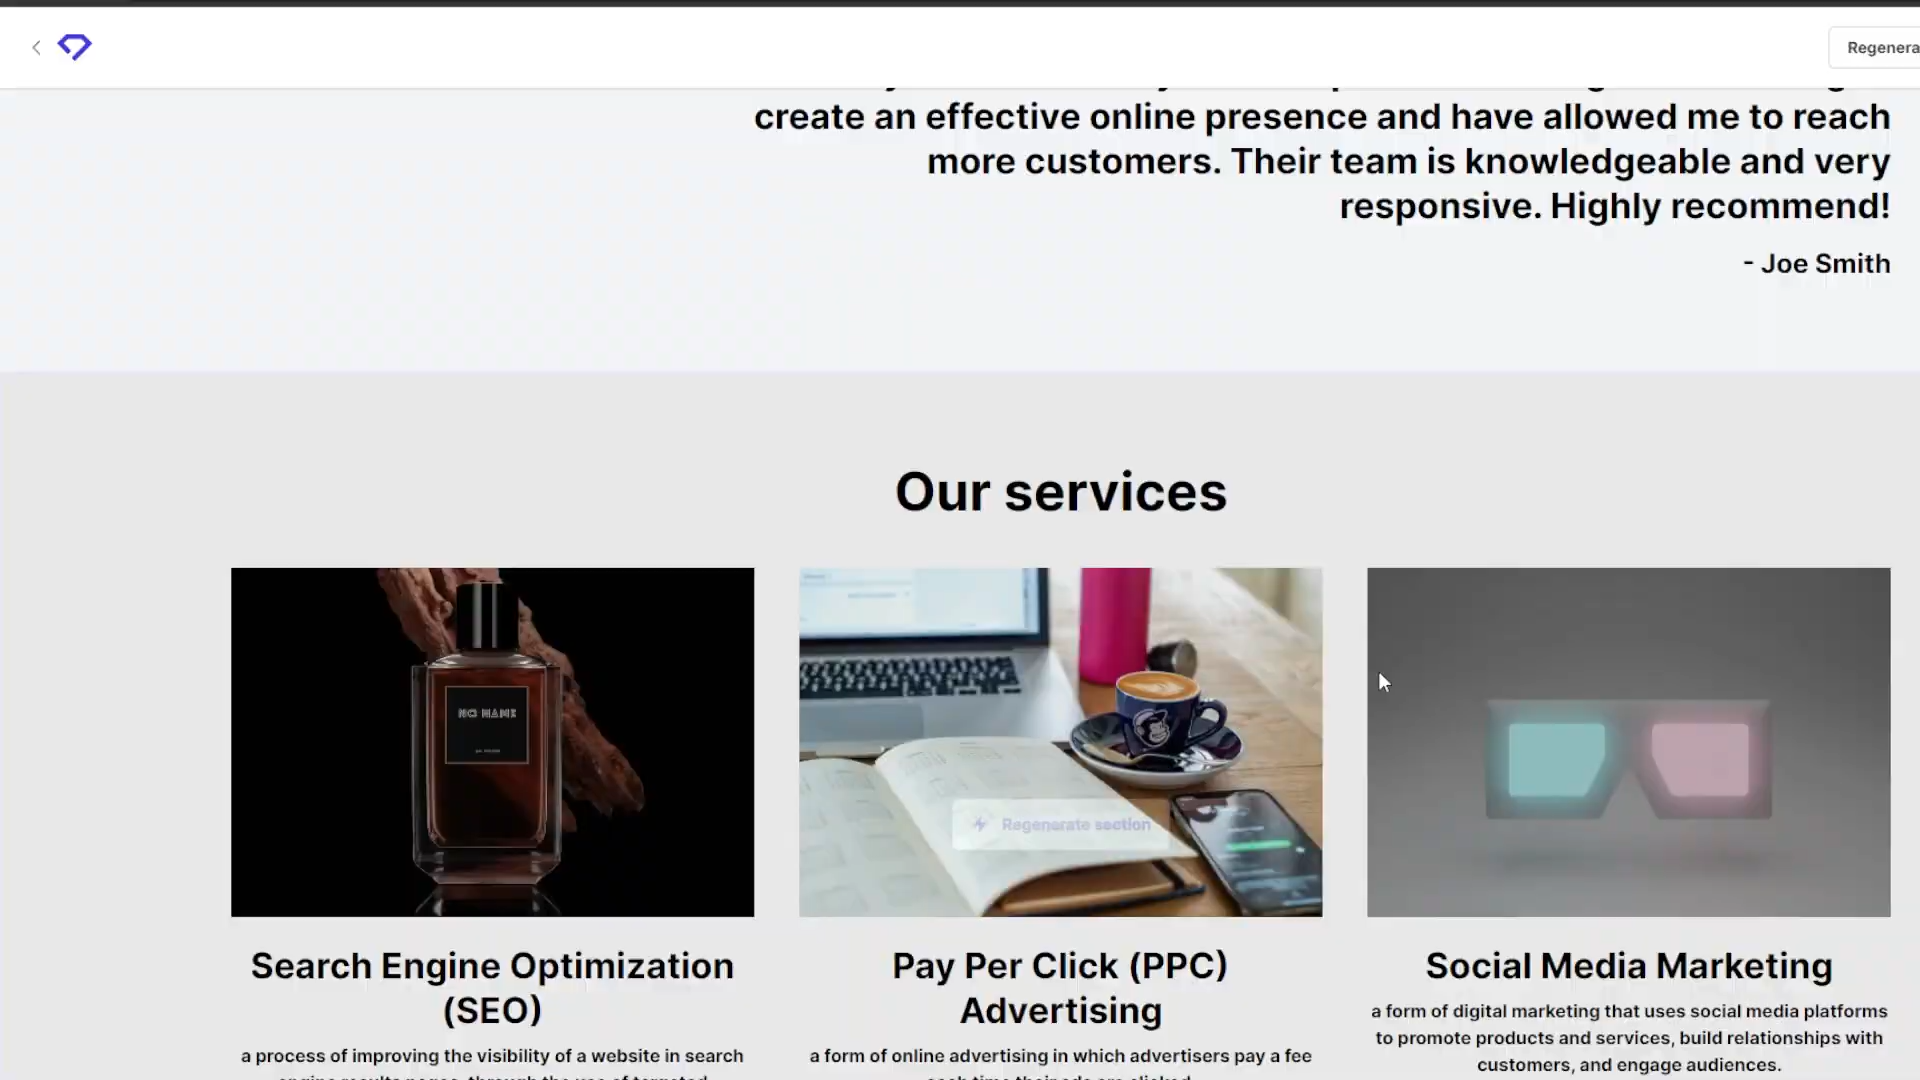 Regenera
create an effective online presence and have allowed me to reach
more customers. Their team is knowledgeable and very
responsive. Highly recommend!
- Joe Smith
Our services
NO NAME
Regenerate section
Search Engine Optimization
(SEO)
Pay Per Click (PPC)
Advertising
Social Media Marketing
a form of digital marketing that uses social media platforms
to promote products and services, build relationships with
customers, and engage audiences.
a process of improving the visibility of a website in search
a form of online advertising in which advertisers pay a fee